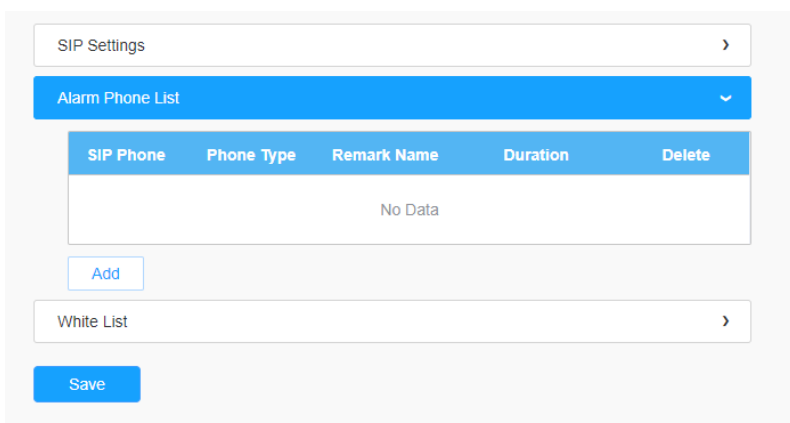 SIP Settings
Alarm Phone List
SIP Phone Phone Type Remark Name Duration Delete
No Data
Add
White List
Save